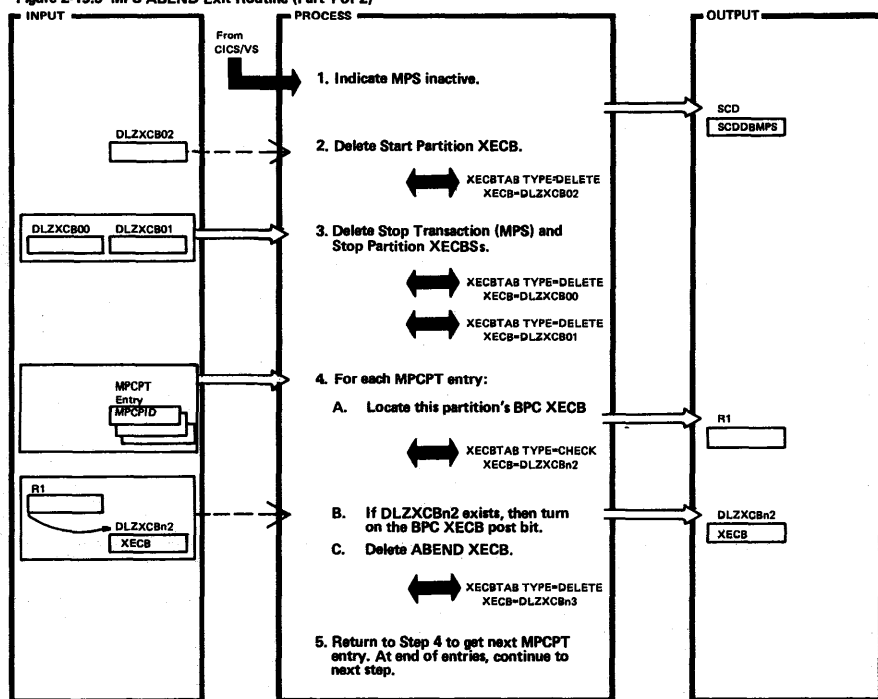 Figure 2-15.5 MPS ABEND Exit Routine (Part 1 of 2)
INPUT
PROCESS
OUTPUT
From
CICS/VS
1. Indicate MPS inactive.
SCD
SCDDBMPS
DLZXCB02
2. Delete Start Partition XECB.
XECBTAB TYPE=DELETE
XECB=DLZXCB02
DLZXCB00 DLZXCB01
3. Delete Stop Transaction (MPS) and
Stop Partition XECBSs.
XECBTAB TYPE=DELETE
XECB=DLZXCB00
XECBTAB TYPE=DELETE
XECB=DLZXCB01
MPCPT
Entry
MPCPID
4. For each MPCPT entry:
A. Locate this partition's BPC XECB
R1
XECBTAB TYPE=CHECK
XECB=DLZXCBn2
R1
DLZXCBn2
XECB
B. If DLZXCBn2 exists, then turn
on the BPC XECB post bit.
DLZXCBn2
XECB
C. Delete ABEND XECB.
XECBTAB TYPE=DELETE
XECB=DLZXCBn3
5. Return to Step 4 to get next MPCPT
entry. At end of entries, continue to
next step.